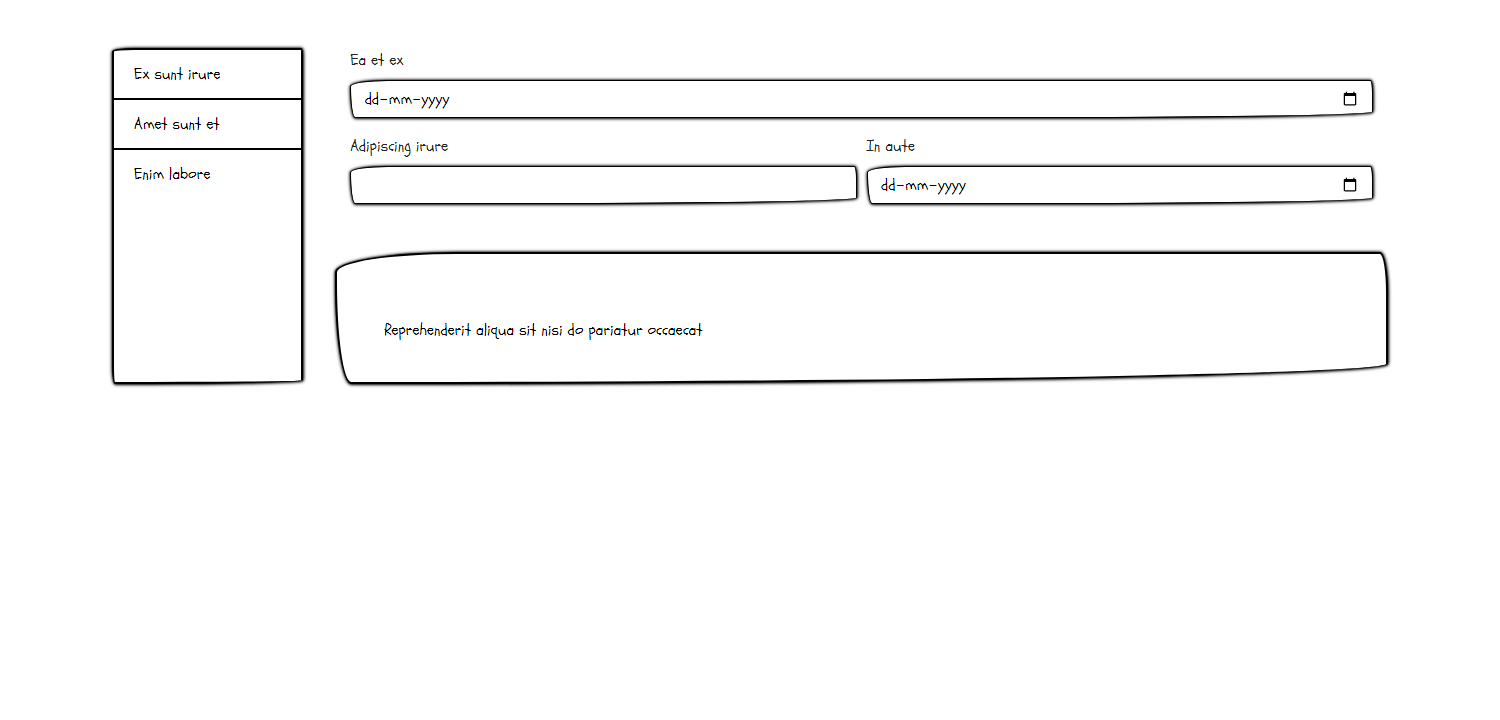 Ex sunt irure
Amet sunt et
Enim labore
Ea et ex
dd-mm-yyyy
Adipiscing irure
In aute
dd-mm-yyyy
Reprehenderit aliqua sit nisi do pariatur occaecat